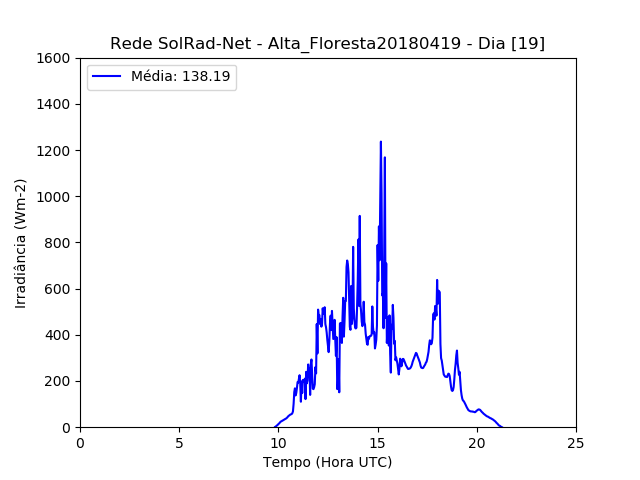 Rede SolRad-Net - Alta_Floresta20180419 - Dia [19]
Média: 138.19
1600
1400
1200
1000
800
600
400
200
0
Irradiância (Wm-2)
0 5 10 15 20 25
Tempo (Hora UTC)